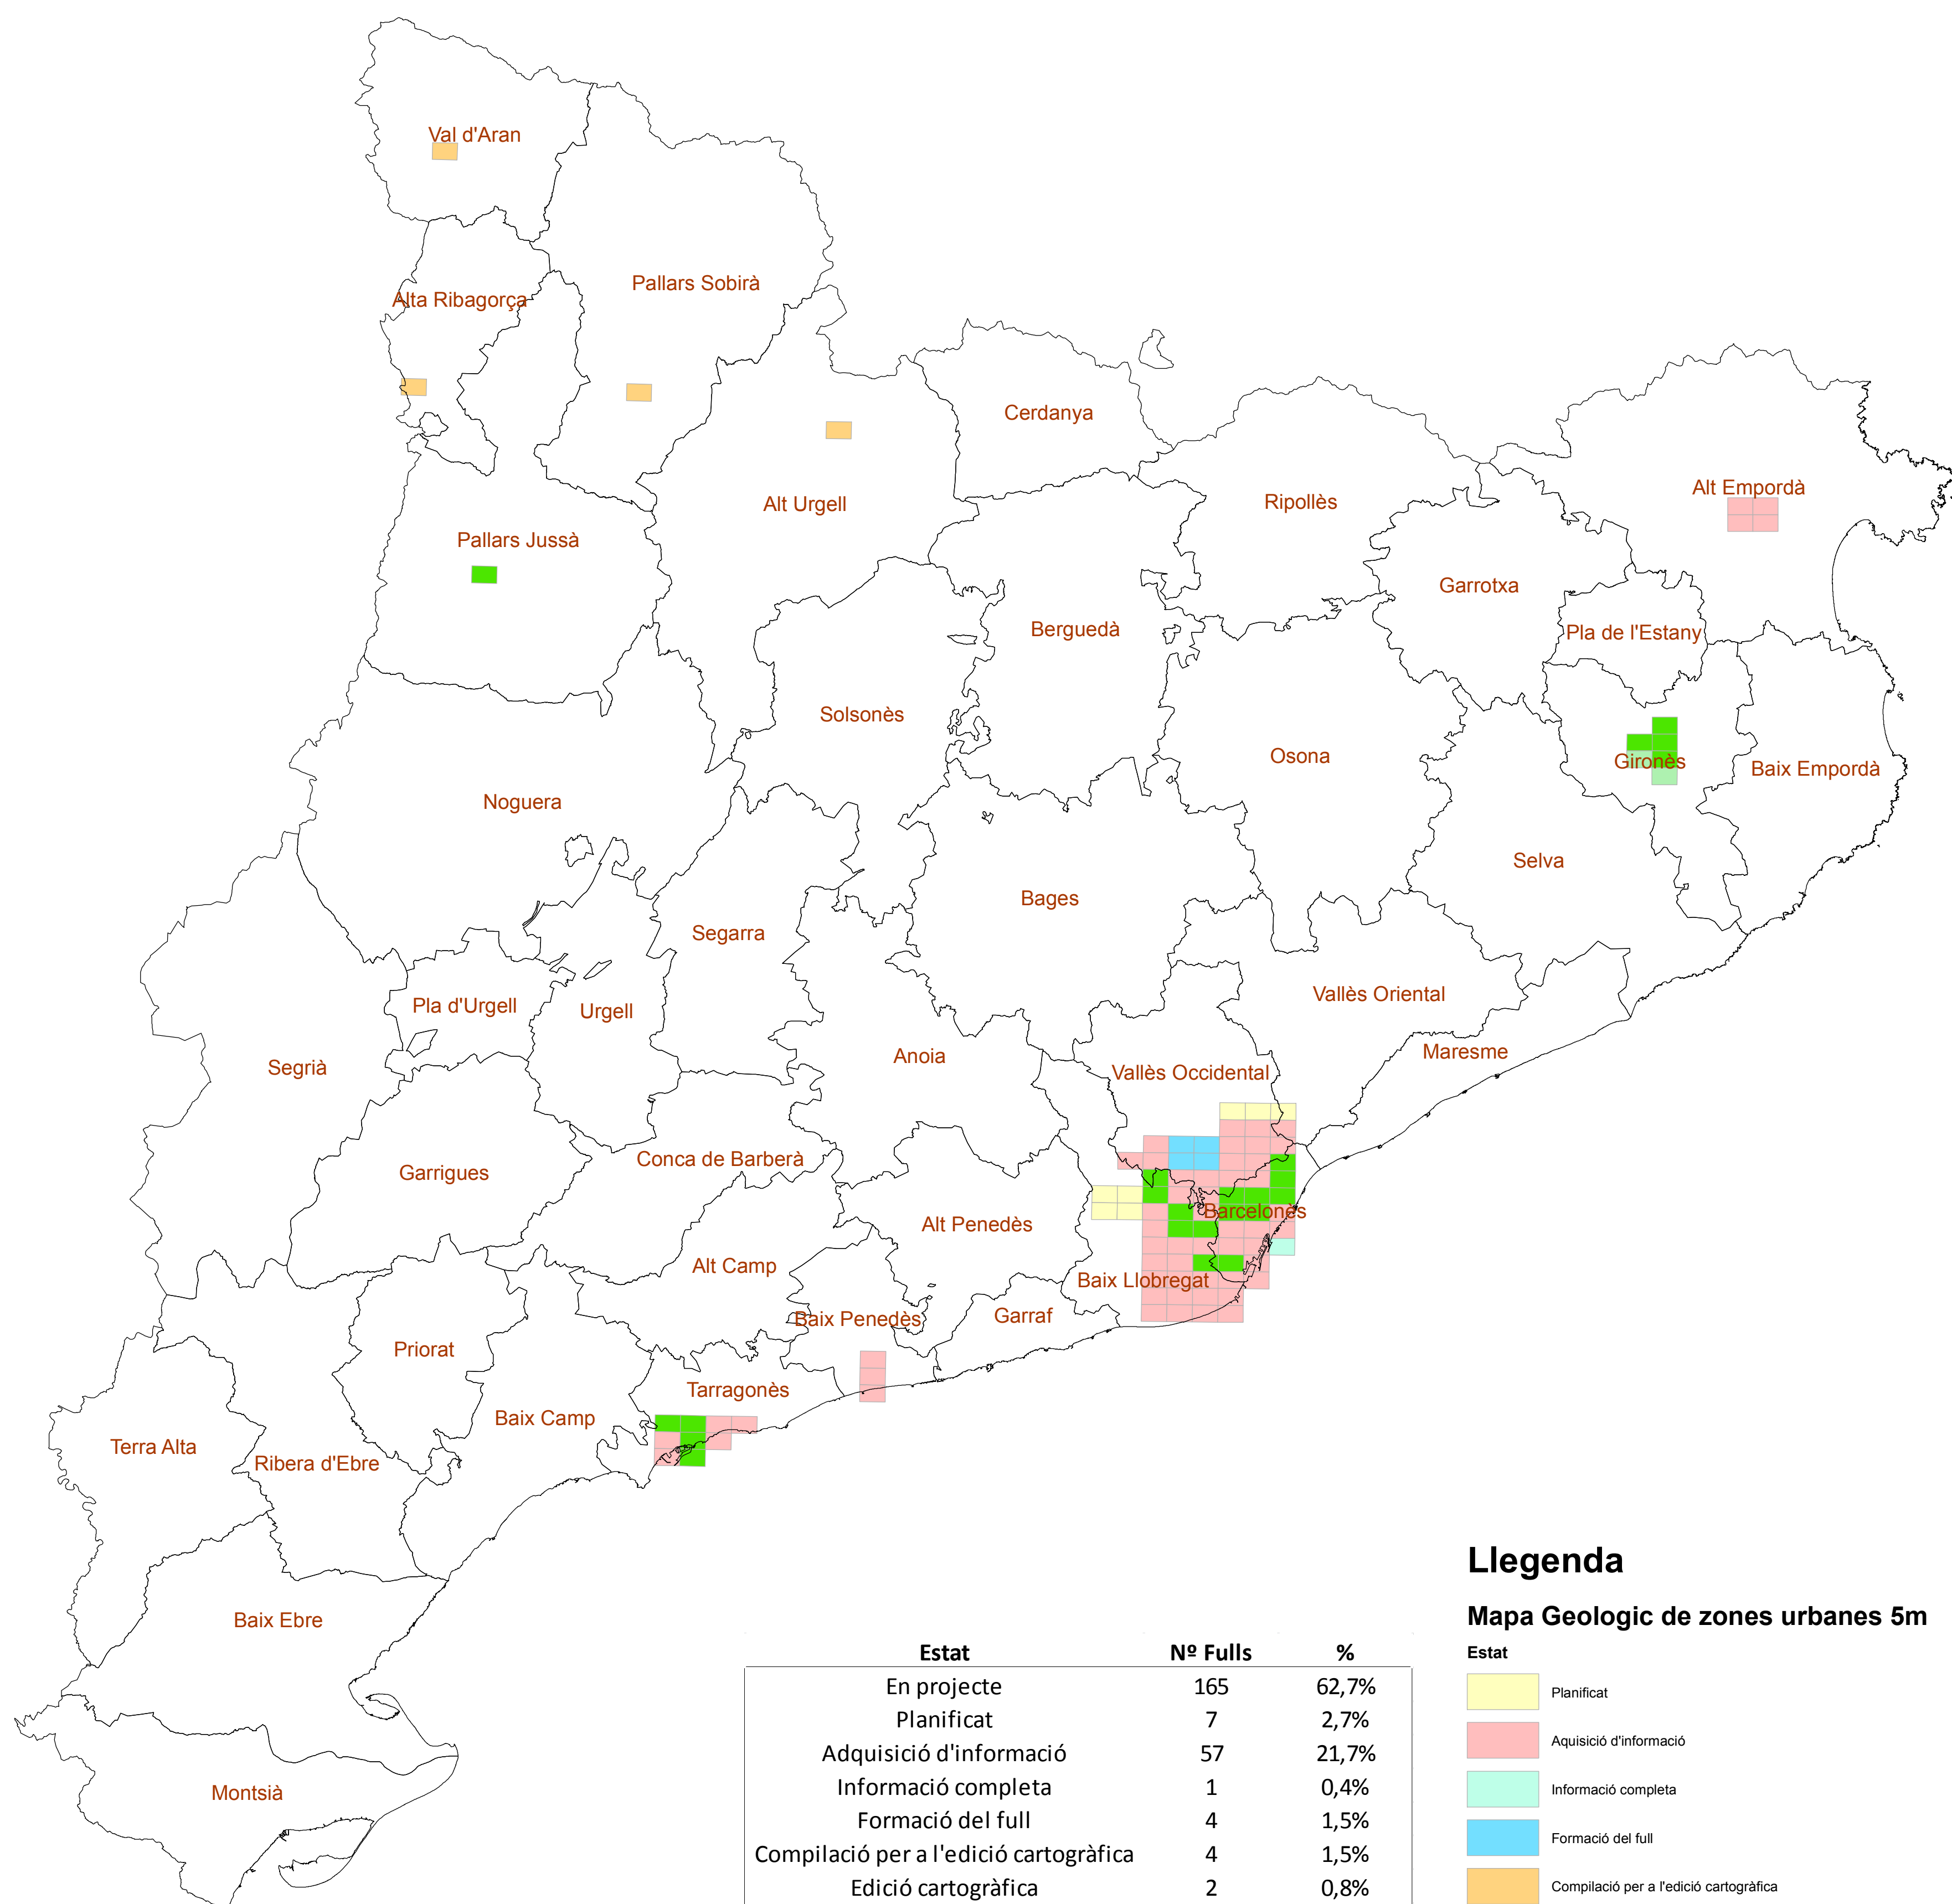 Val d'Aran
Pallars Sobirà
Alta Ribagorça
Cerdanya
Alt Empordà
Ripollès
Alt Urgell
Pallars Jussà
Garrotxa
Berguedà
Pla de l'Estany
Solsonès
Osona
Gironès
Baix Empordà
Noguera
Selva
Bages
Segarra
Vallès Oriental
Pla d'Urgell
Urgell
Maresme
Anoia
Segrià
Vallès Occidental
Conca de Barberà
Garrigues
Barcelonès
Alt Penedès
Alt Camp
Baix Llobregat
Garraf
Baix Penedès
Priorat
Tarragonès
Baix Camp
Terra Alta
Ribera d'Ebre
Baix Ebre
Montsià
Estat Nº Fulls %
En projecte 165 62,7%
Planificat 7 2,7%
Adquisició d'informació 57 21,7%
Informació completa 1 0,4%
Formació del full 4 1,5%
Compilació per a l'edició cartogràfica 4 1,5%
Edició cartogràfica 2 0,8%
Llegenda
Mapa Geologic de zones urbanes 5m
Estat
Planificat
Aquisició d'informació
Informació completa
Formació del full
Compilació per a l'edició cartogràfica